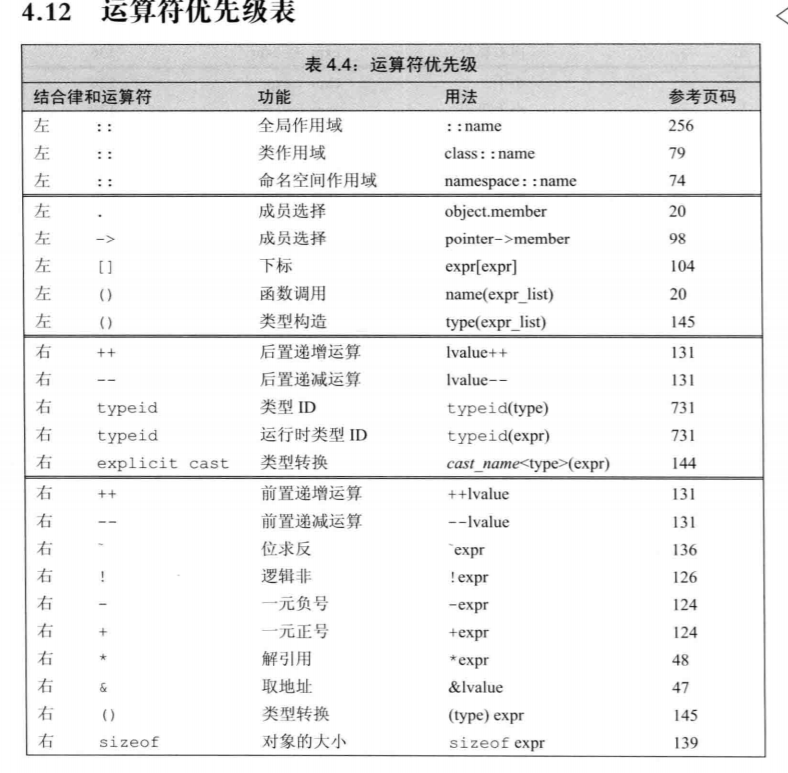 4.12 运算符优先级表
表 4.4：运算符优先级
结合律和运算符 功能 用法 参考页码
左 :: 全局作用域 ::name 256
左 :: 类作用域 class::name 79
左 :: 命名空间作用域 namespace::name 74
左 . 成员选择 object.member 20
左 -> 成员选择 pointer->member 98
左 [] 下标 expr[expr] 104
左 () 函数调用 name(expr_list) 20
左 () 类型构造 type(expr_list) 145
右 ++ 后置递增运算 lvalue++ 131
右 -- 后置递减运算 lvalue-- 131
右 typeid 类型 ID typeid(type) 731
右 typeid 运行时类型 ID typeid(expr) 731
右 explicit cast 类型转换 cast_name<type>(expr) 144
右 ++ 前置递增运算 ++lvalue 131
右 -- 前置递减运算 --lvalue 131
右 ~ 位求反 ~expr 136
右 ! 逻辑非 !expr 126
右 - 一元负号 -expr 124
右 + 一元正号 +expr 124
右 * 解引用 *expr 48
右 & 取地址 &lvalue 47
右 () 类型转换 (type) expr 145
右 sizeof 对象的大小 sizeof expr 139